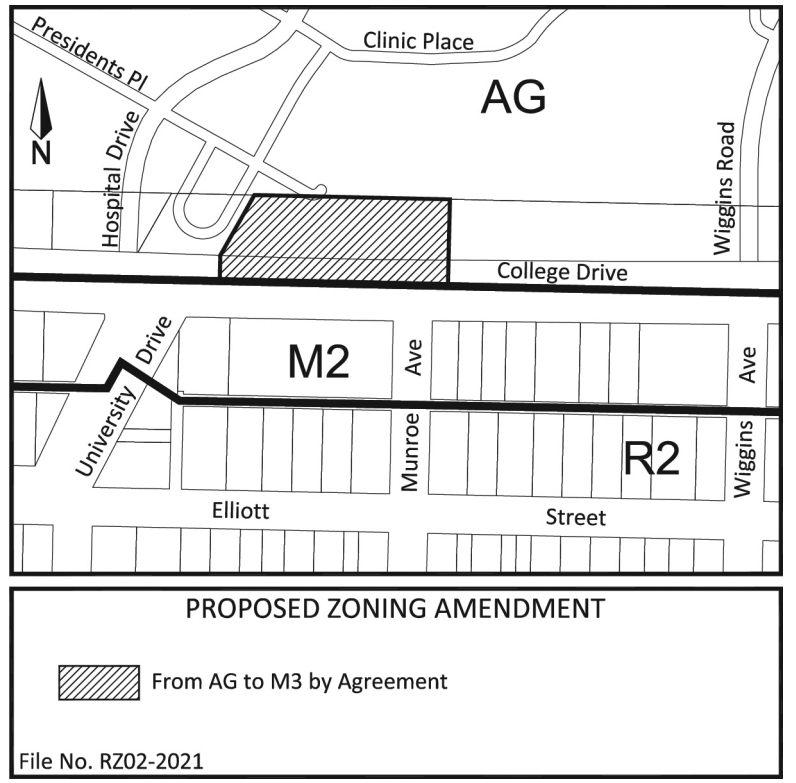 Presidents Pl
Clinic Place
AG
N
Hospital Drive
Wiggins Road
College Drive
University Drive
M2
Munroe Ave
Wiggins Ave
R2
Elliott Street
PROPOSED ZONING AMENDMENT
From AG to M3 by Agreement
File No. RZ02-2021